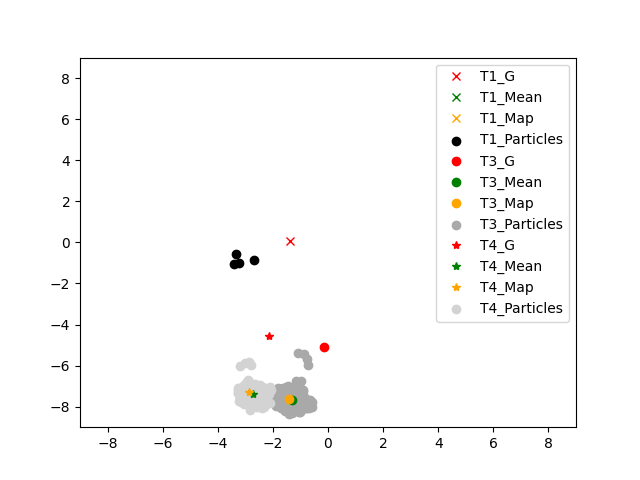 8
6
4
2
0
−2
−4
−6
−8
−8
−6
−4
−2
0
2
4
6
8
T1_G
T1_Mean
T1_Map
T1_Particles
T3_G
T3_Mean
T3_Map
T3_Particles
T4_G
T4_Mean
T4_Map
T4_Particles